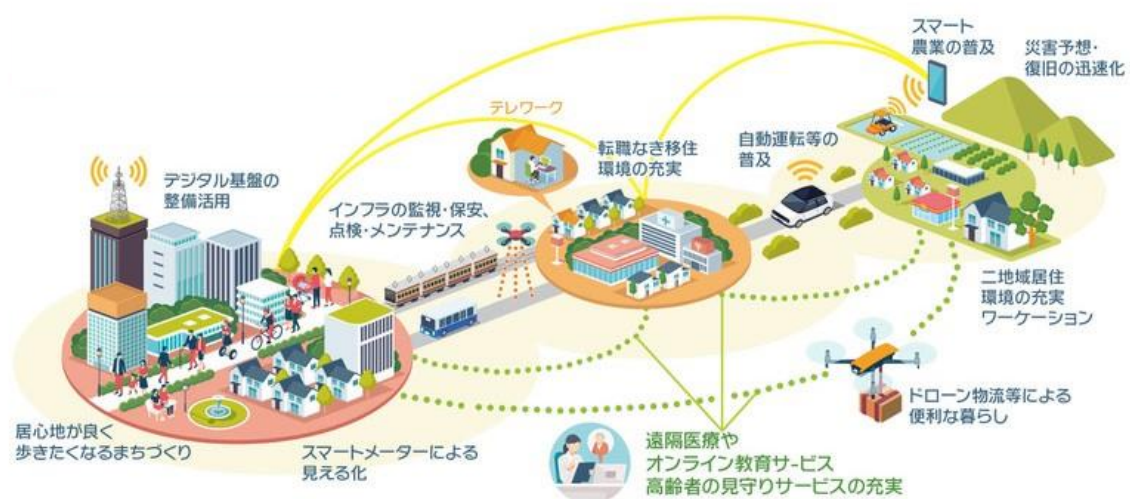 スマート
農業の普及
災害予想・
復旧の迅速化
テレワーク
転職なき移住
環境の充実
自動運転等の
普及
デジタル基盤の
整備活用
インフラの監視・保安、
点検・メンテナンス
二地域居住
環境の充実
ワーケーション
ドローン物流等による
便利な暮らし
居心地が良く
歩きたくなるまちづくり
スマートメーターによる
見える化
遠隔医療や
オンライン教育サービス
高齢者の見守りサービスの充実